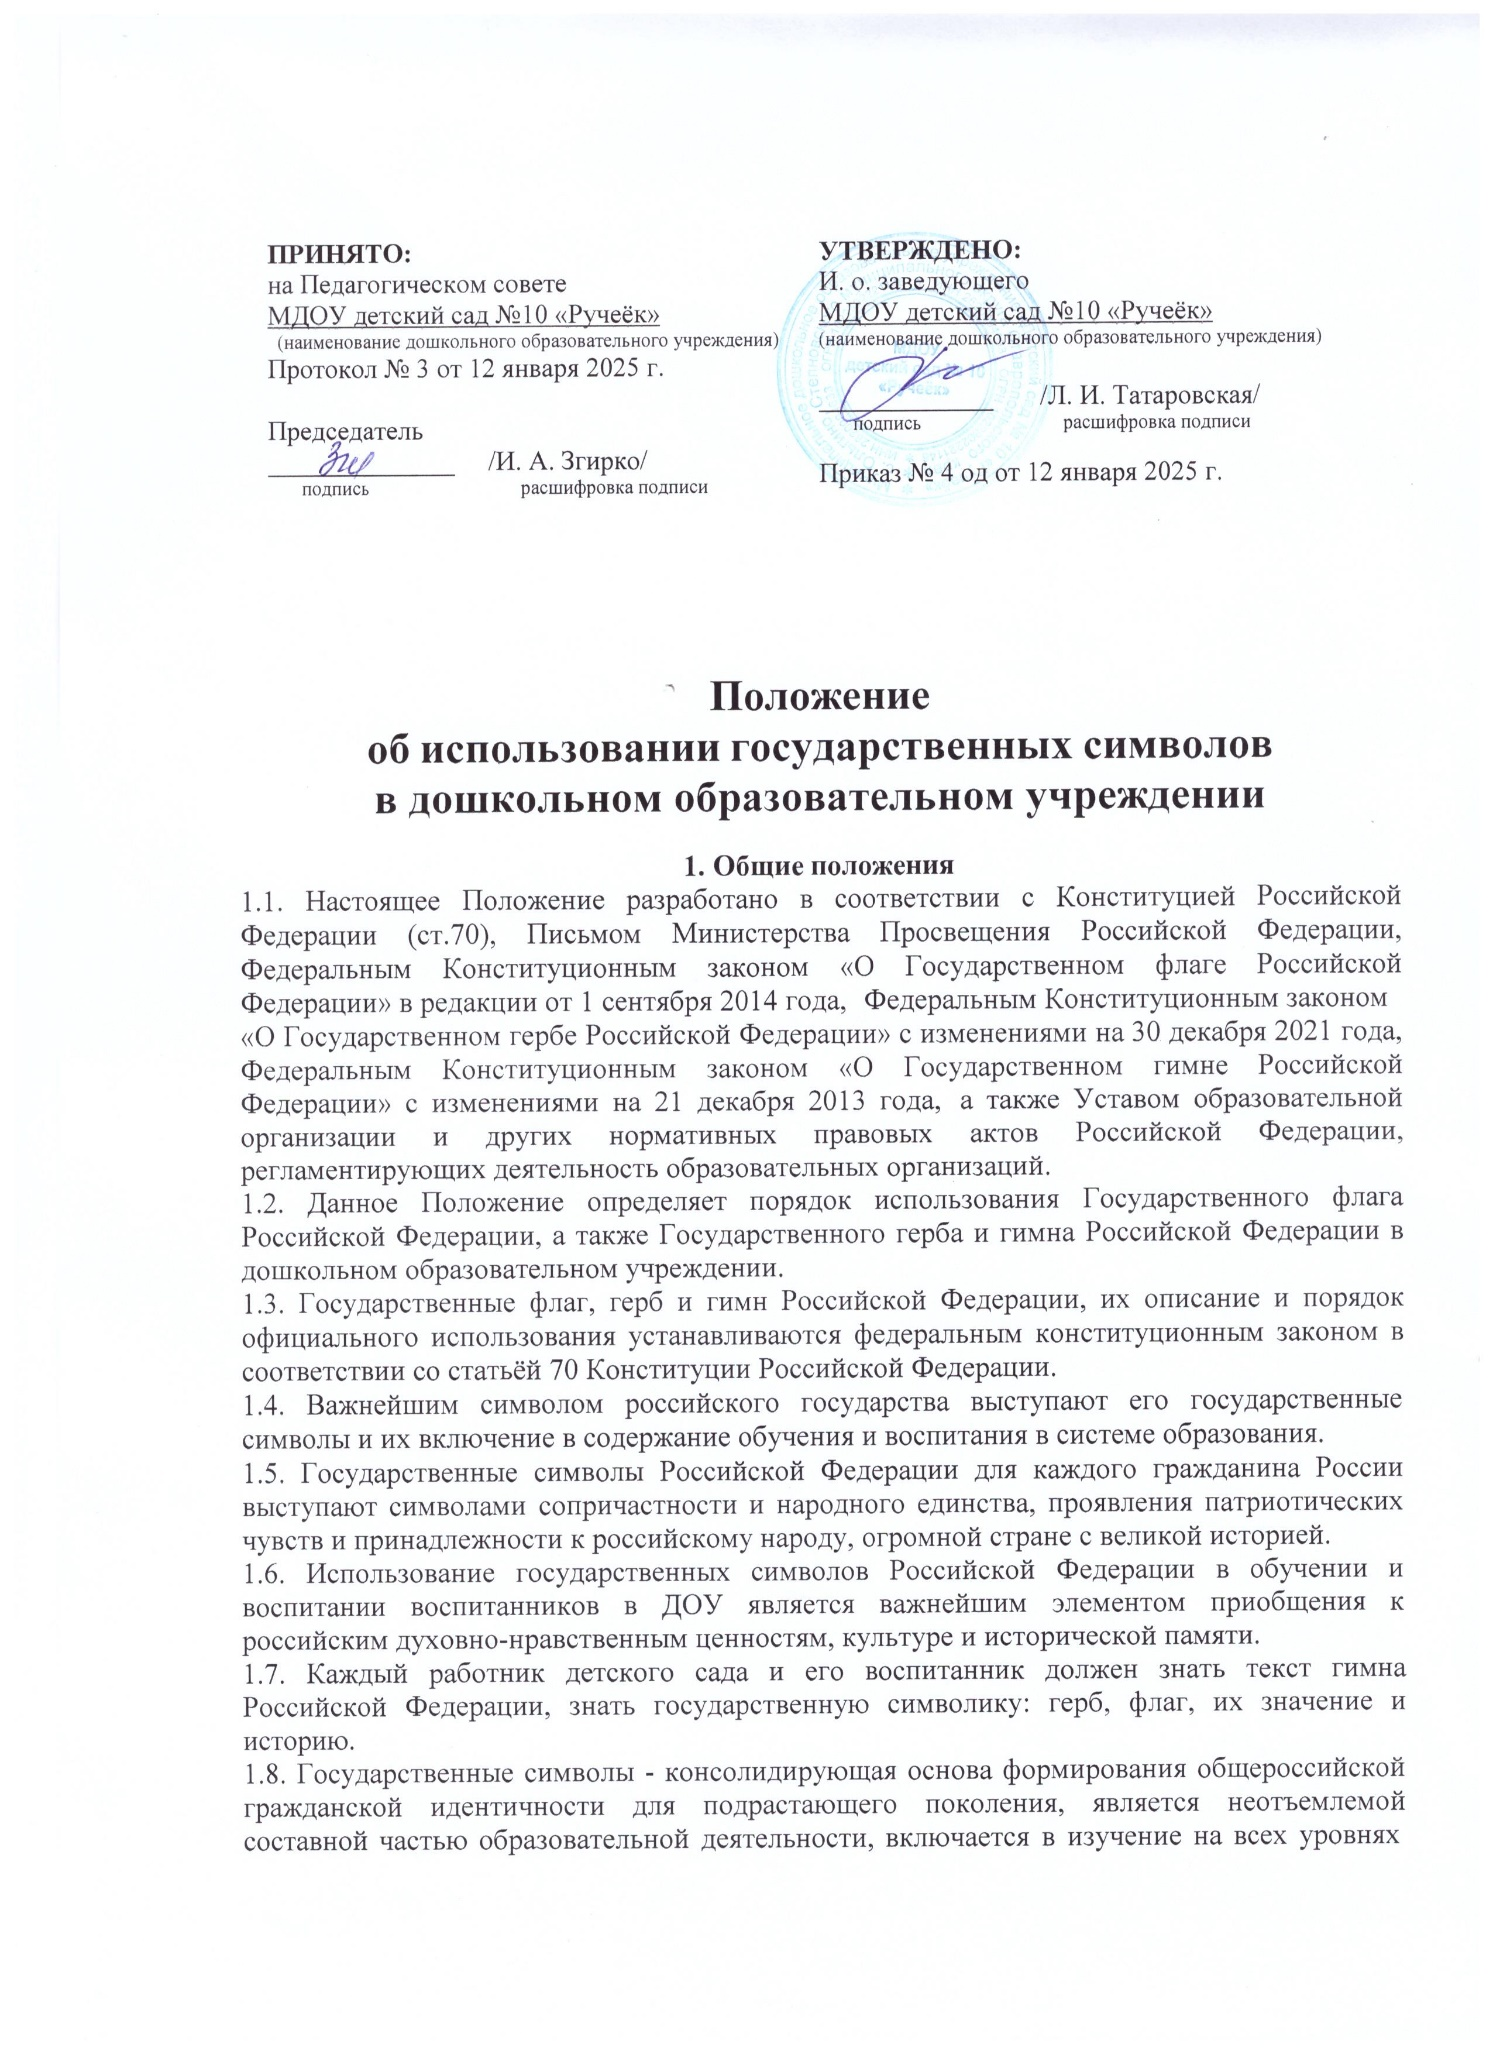 ПРИНЯТО:
на Педагогическом совете
МДОУ детский сад №10 «Ручеёк»
(наименование дошкольного образовательного учреждения)
Протокол № 3 от 12 января 2025 г.
Председатель
/И. А. Згирко/
подпись расшифровка подписи
УТВЕРЖДЕНО:
И. о. заведующего
МДОУ детский сад №10 «Ручеёк»
(наименование дошкольного образовательного учреждения)
/Л. И. Татаровская/
подпись расшифровка подписи
Приказ № 4 од от 12 января 2025 г.
Положение
об использовании государственных символов
в дошкольном образовательном учреждении
1. Общие положения
1.1. Настоящее Положение разработано в соответствии с Конституцией Российской
Федерации (ст.70), Письмом Министерства Просвещения Российской Федерации,
Федеральным Конституционным законом «О Государственном флаге Российской
Федерации» в редакции от 1 сентября 2014 года, Федеральным Конституционным законом
«О Государственном гербе Российской Федерации» с изменениями на 30 декабря 2021 года,
Федеральным Конституционным законом «О Государственном гимне Российской
Федерации» с изменениями на 21 декабря 2013 года, а также Уставом образовательной
организации и других нормативных правовых актов Российской Федерации,
регламентирующих деятельность образовательных организаций.
1.2. Данное Положение определяет порядок использования Государственного флага
Российской Федерации, а также Государственного герба и гимна Российской Федерации в
дошкольном образовательном учреждении.
1.3. Государственные флаг, герб и гимн Российской Федерации, их описание и порядок
официального использования устанавливаются федеральным конституционным законом в
соответствии со статьёй 70 Конституции Российской Федерации.
1.4. Важнейшим символом российского государства выступают его государственные
символы и их включение в содержание обучения и воспитания в системе образования.
1.5. Государственные символы Российской Федерации для каждого гражданина России
выступают символами сопричастности и народного единства, проявления патриотических
чувств и принадлежности к российскому народу, огромной стране с великой историей.
1.6. Использование государственных символов Российской Федерации в обучении и
воспитании воспитанников в ДОУ является важнейшим элементом приобщения к
российским духовно-нравственным ценностям, культуре и исторической памяти.
1.7. Каждый работник детского сада и его воспитанник должен знать текст гимна
Российской Федерации, знать государственную символику: герб, флаг, их значение и
историю.
1.8. Государственные символы - консолидирующая основа формирования общероссийской
гражданской идентичности для подрастающего поколения, является неотъемлемой
составной частью образовательной деятельности, включается в изучение на всех уровнях